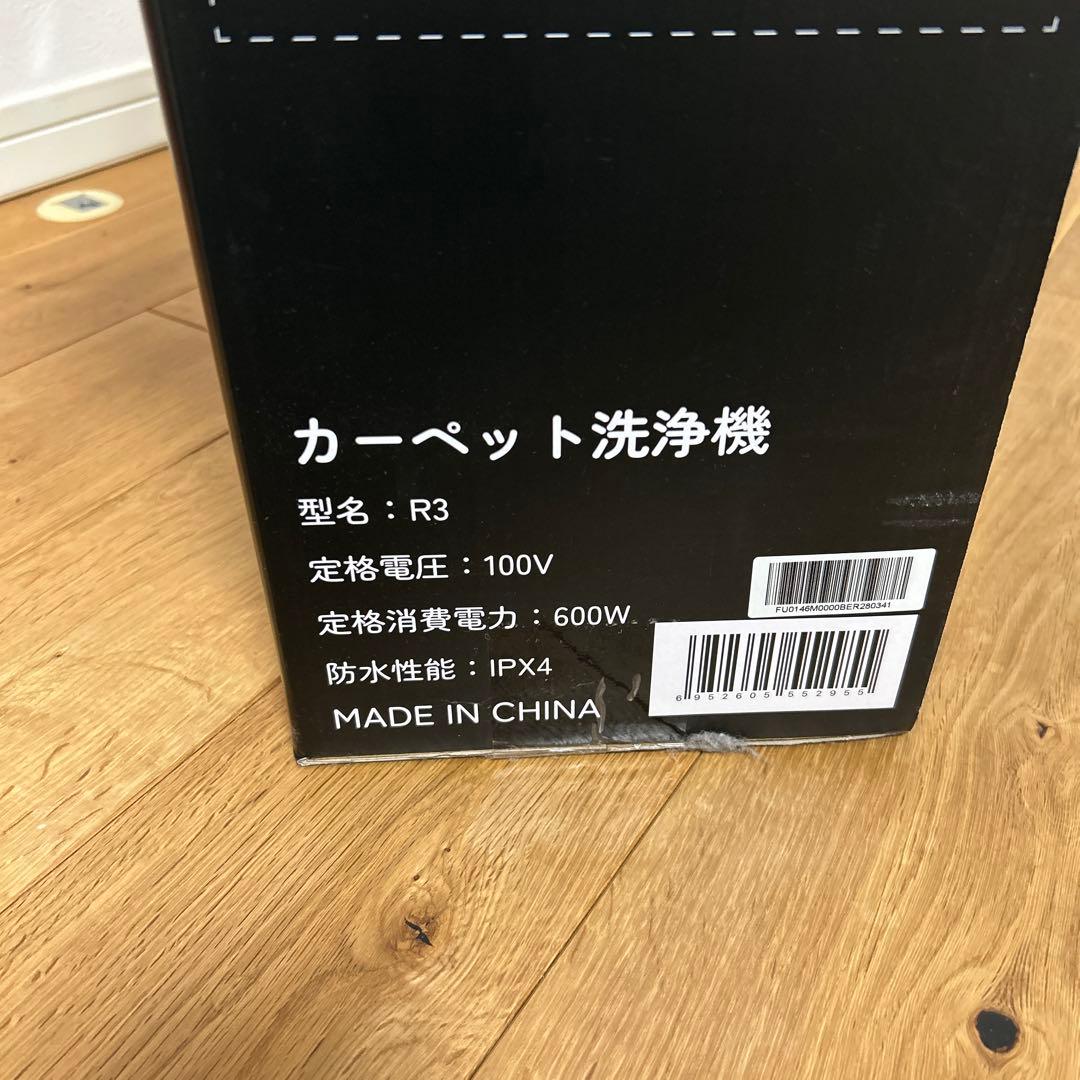 カーペット洗浄機
型名：R3
定格電圧：100V
定格消費電力：600W
防水性能：IPX4
MADE IN CHINA
FU0146M0000BER280341
6952605552955